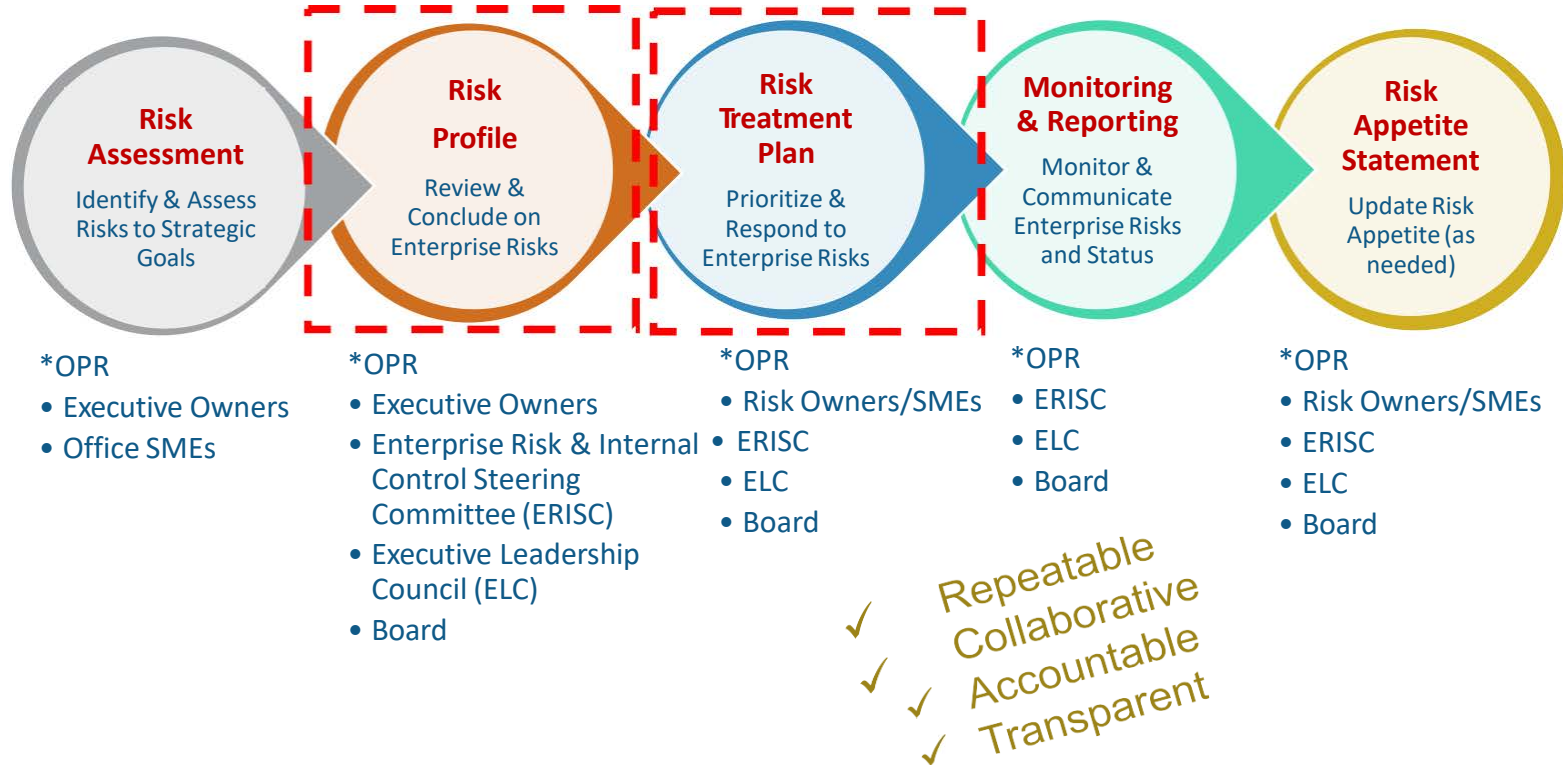 Risk
Assessment
Identify & Assess
Risks to Strategic
Goals
Risk
Profile
Review &
Conclude on
Enterprise Risks
Risk
Treatment
Plan
Prioritize &
Respond to
Enterprise Risks
Monitoring
& Reporting
Monitor &
Communicate
Enterprise Risks
and Status
Risk
Appetite
Statement
Update Risk
Appetite (as
needed)
*OPR
• Executive Owners
• Office SMEs
*OPR
• Executive Owners
• Enterprise Risk & Internal
Control Steering
Committee (ERISC)
• Executive Leadership
Council (ELC)
• Board
*OPR
• Risk Owners/SMEs
• ERISC
• ELC
• Board
*OPR
• ERISC
• ELC
• Board
*OPR
• Risk Owners/SMEs
• ERISC
• ELC
• Board
✓ Repeatable
✓ Collaborative
✓ Accountable
✓ Transparent